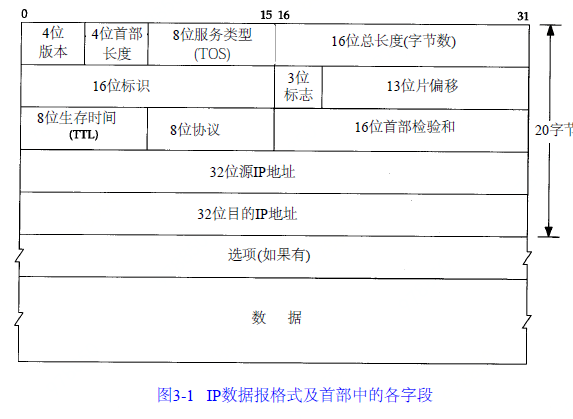 0 15 16 31
4位 4位首部 8位服务类型 16位总长度(字节数)
版本 长度 (TOS)
16位标识 3位 13位片偏移
标志
8位生存时间 8位协议 16位首部检验和
(TTL)
20字节
32位源IP地址
32位目的IP地址
选项(如果有)
数 据
图3-1 IP数据报格式及首部中的各字段